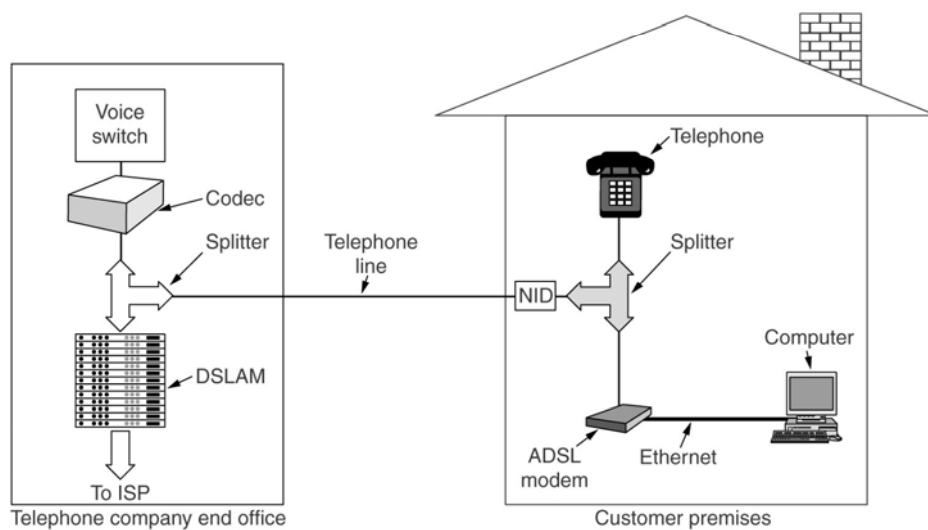 Voice
switch
Codec
Splitter
DSLAM
To ISP
Telephone company end office
Telephone
line
NID
Telephone
Splitter
Computer
ADSL
modem
Ethernet
Customer premises